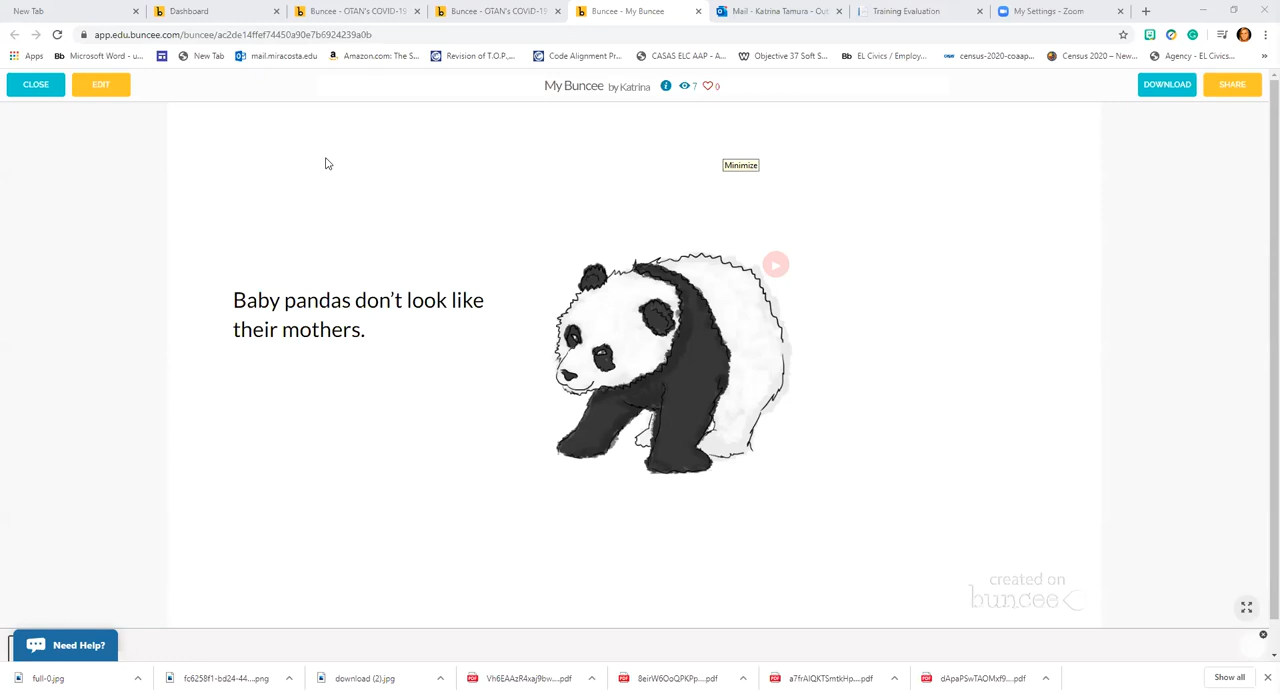 New Tab
Dashboard
Buncee - OTAN's COVID-19
Buncee - OTAN's COVID-19
Buncee - My Buncee
Mail - Katrina Tamura - Out
Training Evaluation
My Settings - Zoom
app.edu.buncee.com/buncee/ac2de14ffef74450a90e7b6924239a0b
Apps
Microsoft Word - u...
New Tab
mail.miracosta.edu
Amazon.com: The S...
Revision of T.O.P,...
Code Alignment Pr...
CASAS ELC AAP - A...
Objective 37 Soft S...
EL Civics / Employ...
census-2020-coaap...
Census 2020 – New...
Agency - EL Civics...
CLOSE
EDIT
My Buncee by Katrina
7
0
DOWNLOAD
SHARE
Minimize
Baby pandas don't look like
their mothers.
created on
buncee
Need Help?
full-0.jpg
fc6258f1-bd24-44....png
download (2).jpg
Vh6EAAzR4xaj9bw....pdf
8eirW6OoQPKPp....pdf
a7frAlQKTSmtkHp....pdf
dApaPSwTAOMxf9....pdf
Show all